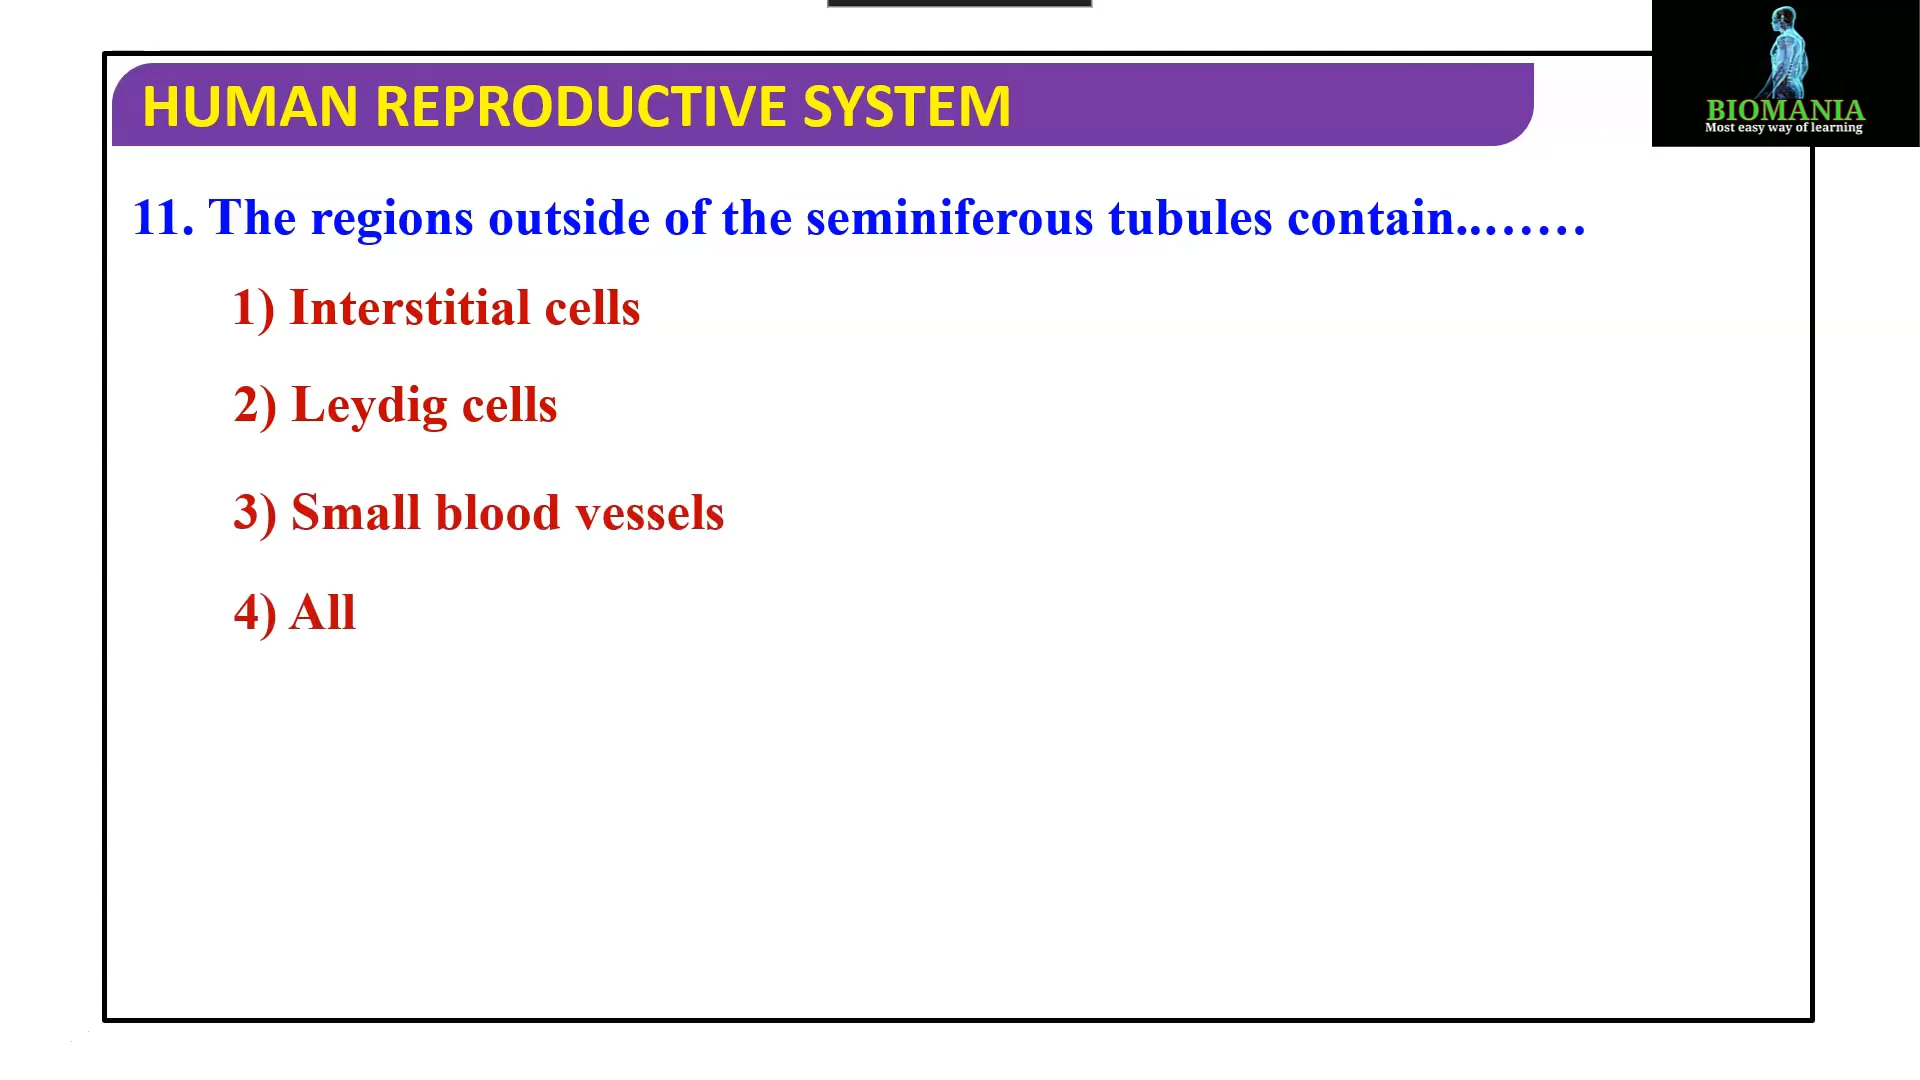 HUMAN REPRODUCTIVE SYSTEM
BIOMANIA
Most easy way of learning
11. The regions outside of the seminiferous tubules contain..……
1) Interstitial cells
2) Leydig cells
3) Small blood vessels
4) All